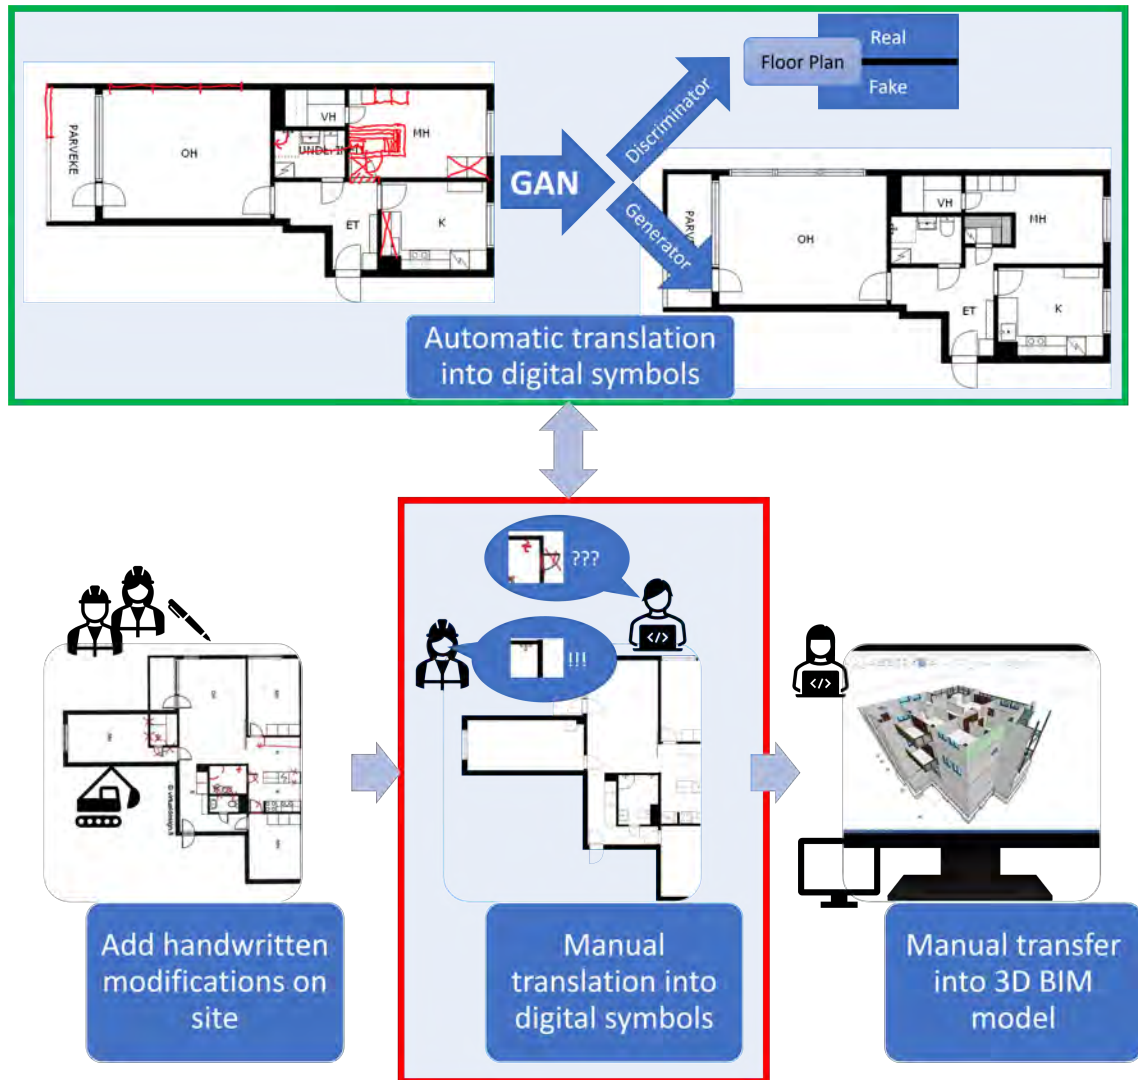 Real
Floor Plan
Fake
Discriminator
GAN
Generator
PARVEKE
OH
VH
MH
ET
K
PARVEKE
OH
VH
MH
ET
K
Automatic translation
into digital symbols
???
!!!
</>
</>
Add handwritten
modifications on
site
Manual
translation into
digital symbols
Manual transfer
into 3D BIM
model